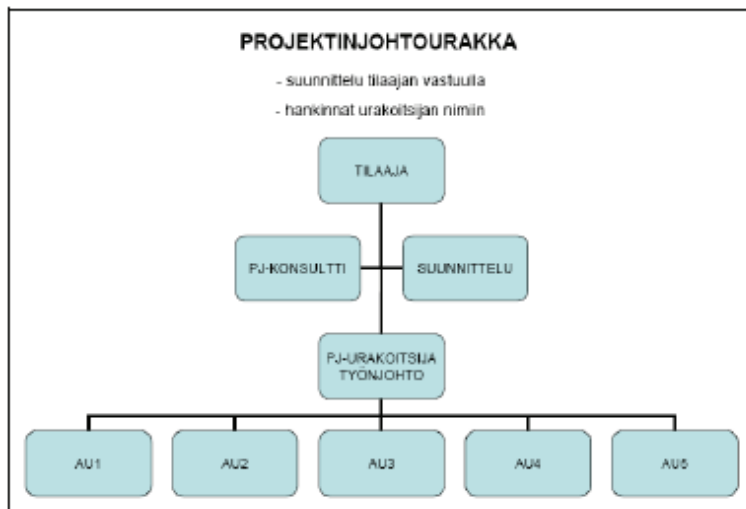 PROJEKTINJOHTOURAKKA
- suunnittelu tilaajan vastuulla
- hankinnat urakoitsijan nimiin
TILAAJA
PJ-KONSULTTI
SUUNNITTELU
PJ-URAKOITSIJA
TYÖNJOHTO
AU1
AU2
AU3
AU4
AU5